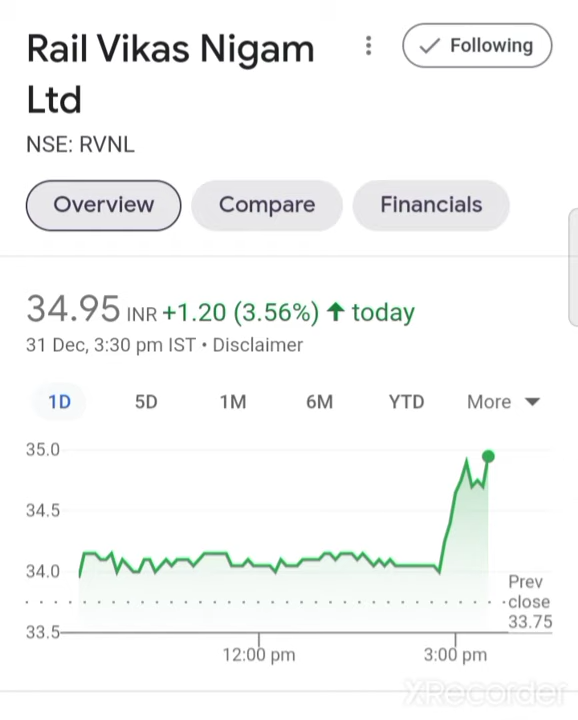 Rail Vikas Nigam
Ltd
Following
NSE: RVNL
Overview
Compare
Financials
34.95 INR +1.20 (3.56%) ↑ today
31 Dec, 3:30 pm IST • Disclaimer
1D 5D 1M 6M YTD More
35.0
34.5
34.0
33.5
Prev
close
33.75
12:00 pm
3:00 pm
XRecorder